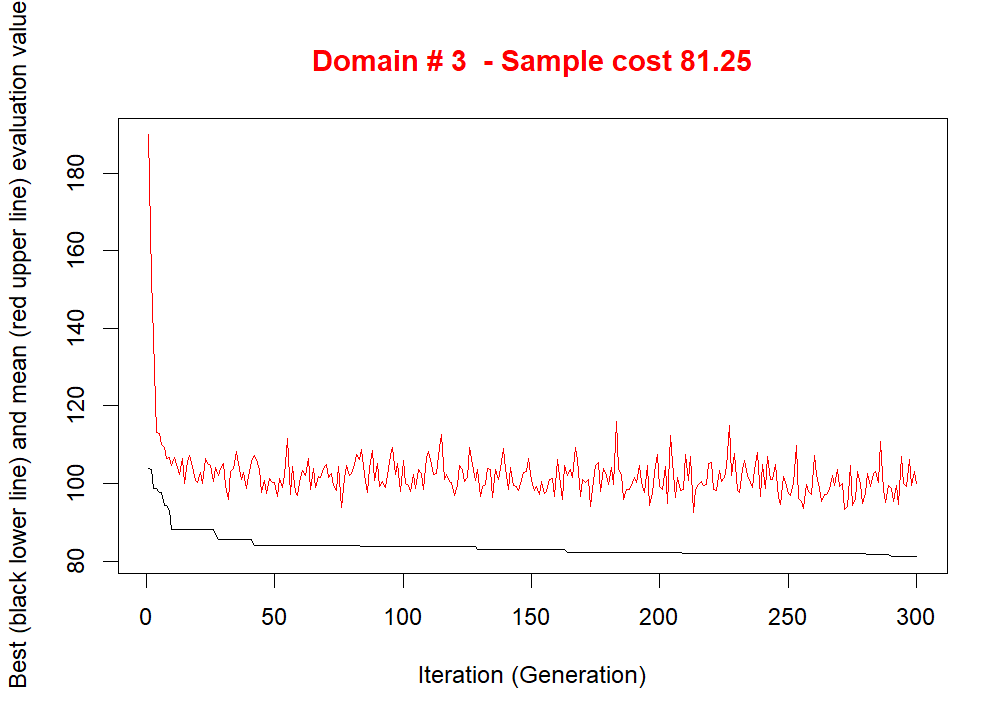 Domain # 3  - Sample cost 81.25
Best (black lower line) and mean (red upper line) evaluation value
180
160
140
120
100
80
0 50 100 150 200 250 300
Iteration (Generation)